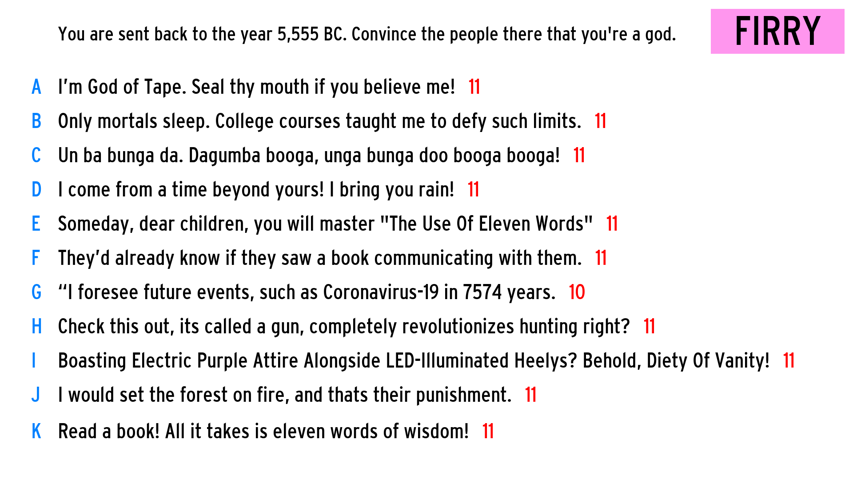 You are sent back to the year 5,555 BC. Convince the people there that you're a god.
FIRRY
A I'm God of Tape. Seal thy mouth if you believe me! 11
B Only mortals sleep. College courses taught me to defy such limits. 11
C Un ba bunga da. Dagumba booga, unga bunga doo booga booga! 11
D I come from a time beyond yours! I bring you rain! 11
E Someday, dear children, you will master "The Use Of Eleven Words" 11
F They'd already know if they saw a book communicating with them. 11
G “I foresee future events, such as Coronavirus-19 in 7574 years. 10
H Check this out, its called a gun, completely revolutionizes hunting right? 11
I Boasting Electric Purple Attire Alongside LED-Illuminated Heelys? Behold, Diety Of Vanity! 11
J I would set the forest on fire, and thats their punishment. 11
K Read a book! All it takes is eleven words of wisdom! 11